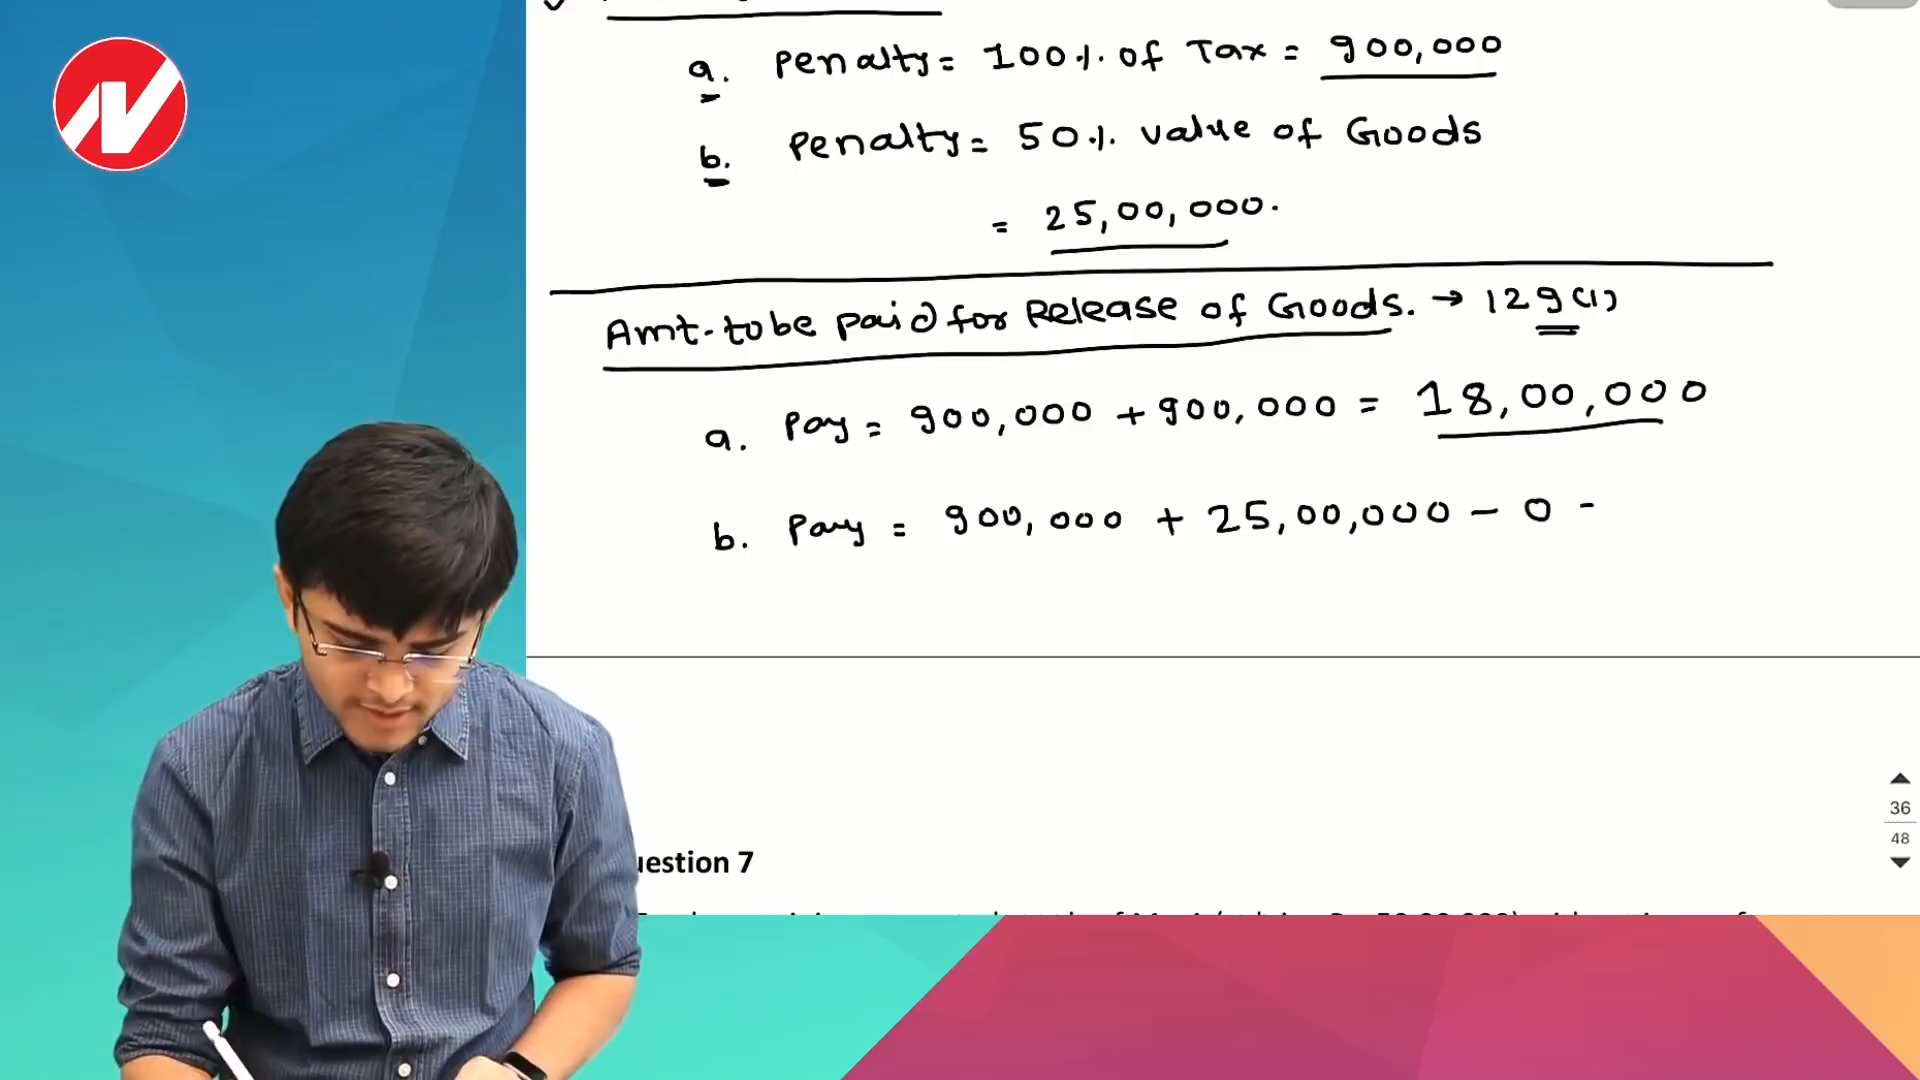 a. Penalty = 100% of Tax = 900,000
b. Penalty = 50% value of Goods
= 25,00,000.
Amt. to be paid for Release of Goods. → 129(1)
a. Pay = 900,000 + 900,000 = 18,00,000
b. Pay = 900,000 + 25,00,000 - 0 -
36
48
uestion 7